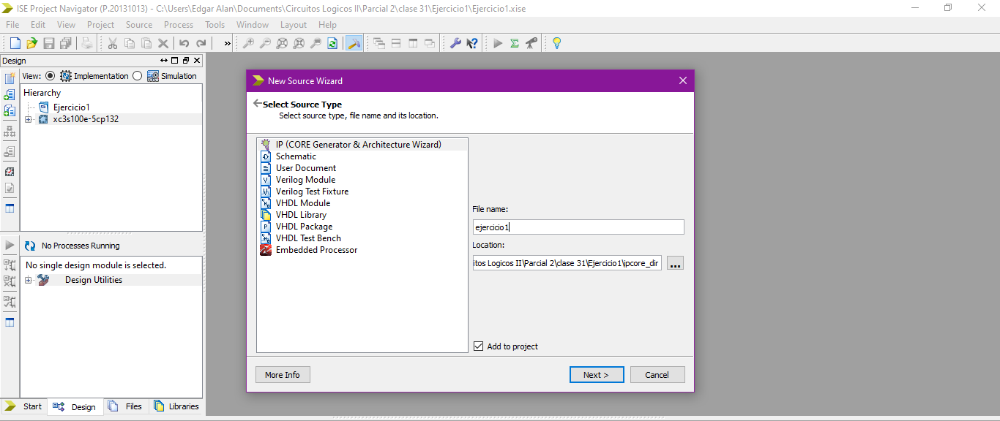 ISE Project Navigator (P.20131013) - C:\Users\Edgar Alan\Documents\Circuitos Logicos II\Parcial 2\clase 31\Ejercicio1\Ejercicio1.xise
File Edit View Project Source Process Tools Window Layout Help
»
Design
View: Implementation Simulation
Hierarchy
Ejercicio1
xc3s100e-5cp132
No Processes Running
No single design module is selected.
Design Utilities
Start Design Files Libraries
New Source Wizard
Select Source Type
Select source type, file name and its location.
IP (CORE Generator & Architecture Wizard)
Schematic
User Document
Verilog Module
Verilog Test Fixture
VHDL Module
VHDL Library
VHDL Package
VHDL Test Bench
Embedded Processor
File name:
ejercicio1
Location:
itos Logicos II\Parcial 2\clase 31\Ejercicio1\ipcore_dir
...
Add to project
More Info
Next >
Cancel